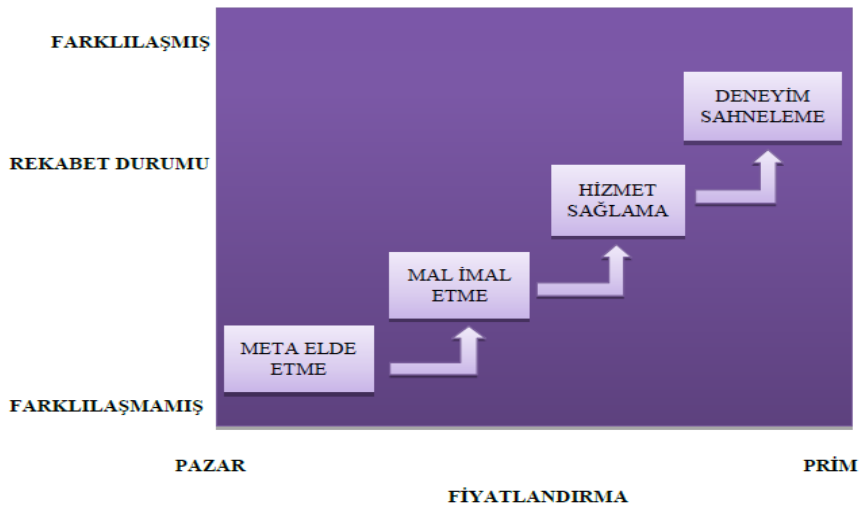 FARKLILAŞMIŞ
DENEYİM
SAHNELEME
REKABET DURUMU
HİZMET
SAĞLAMA
MAL İMAL
ETME
META ELDE
ETME
FARKLILAŞMAMIŞ
PAZAR
PRİM
FİYATLANDIRMA